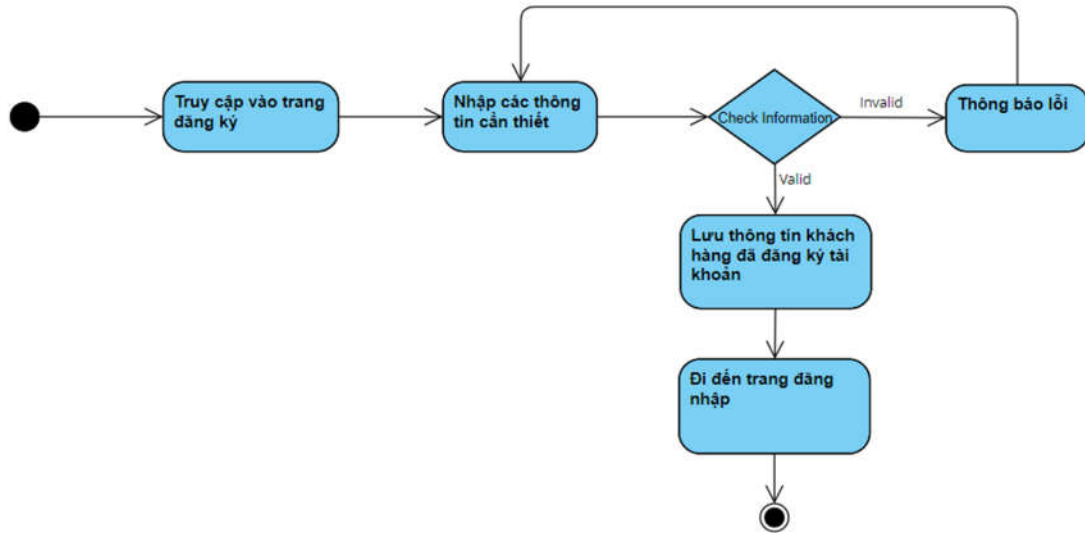 Truy cập vào trang
đăng ký
Nhập các thông
tin cần thiết
Check Information
Invalid
Thông báo lỗi
Valid
Lưu thông tin khách
hàng đã đăng ký tài
khoản
Đi đến trang đăng
nhập